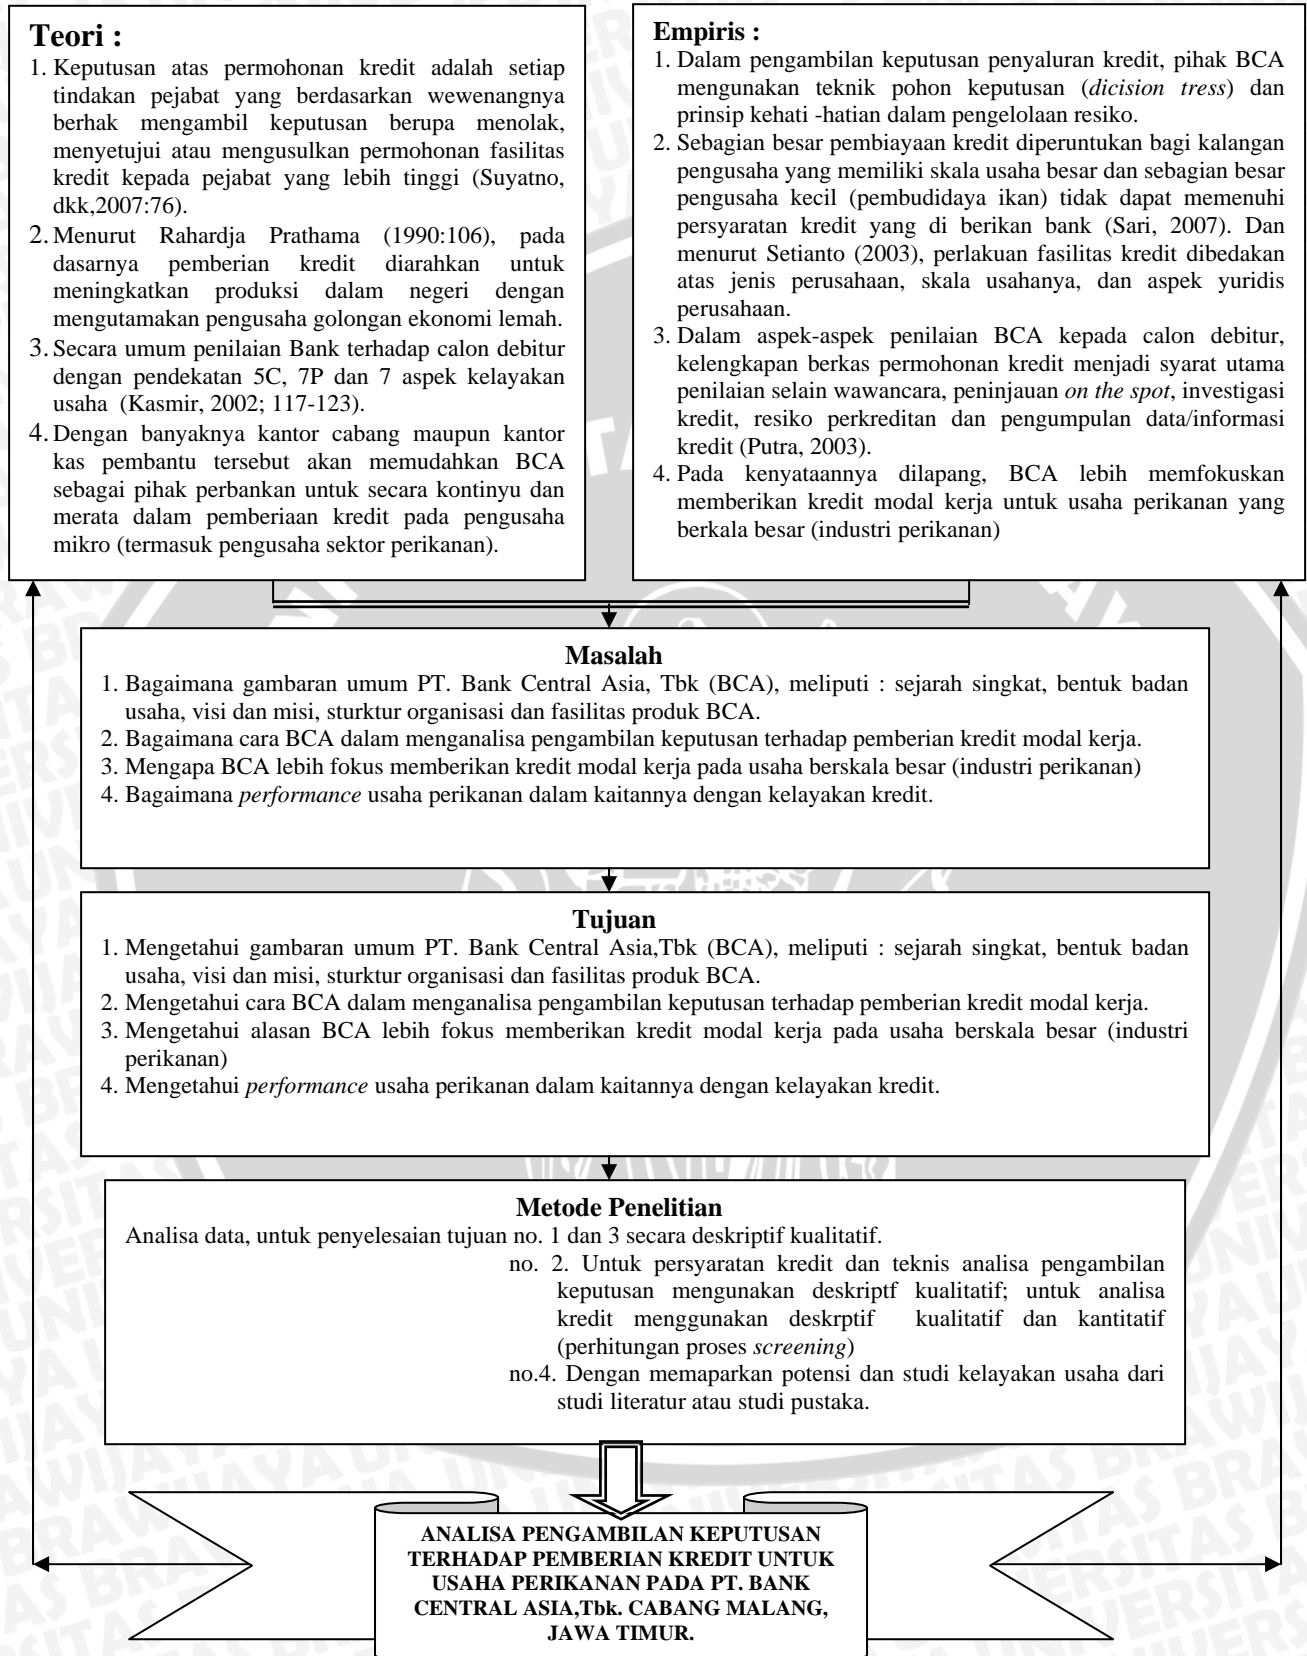 Teori :
1. Keputusan atas permohonan kredit adalah setiap
tindakan pejabat yang berdasarkan wewenangnya
berhak mengambil keputusan berupa menolak,
menyetujui atau mengusulkan permohonan fasilitas
kredit kepada pejabat yang lebih tinggi (Suyatno,
dkk,2007:76).
2. Menurut Rahardja Prathama (1990:106), pada
dasarnya pemberian kredit diarahkan untuk
meningkatkan produksi dalam negeri dengan
mengutamakan pengusaha golongan ekonomi lemah.
3. Secara umum penilaian Bank terhadap calon debitur
dengan pendekatan 5C, 7P dan 7 aspek kelayakan
usaha (Kasmir, 2002; 117-123).
4. Dengan banyaknya kantor cabang maupun kantor
kas pembantu tersebut akan memudahkan BCA
sebagai pihak perbankan untuk secara kontinyu dan
merata dalam pemberiaan kredit pada pengusaha
mikro (termasuk pengusaha sektor perikanan).
Empiris :
1. Dalam pengambilan keputusan penyaluran kredit, pihak BCA
mengunakan teknik pohon keputusan (dicision tress) dan
prinsip kehati -hatian dalam pengelolaan resiko.
2. Sebagian besar pembiayaan kredit diperuntukan bagi kalangan
pengusaha yang memiliki skala usaha besar dan sebagian besar
pengusaha kecil (pembudidaya ikan) tidak dapat memenuhi
persyaratan kredit yang di berikan bank (Sari, 2007). Dan
menurut Setianto (2003), perlakuan fasilitas kredit dibedakan
atas jenis perusahaan, skala usahanya, dan aspek yuridis
perusahaan.
3. Dalam aspek-aspek penilaian BCA kepada calon debitur,
kelengkapan berkas permohonan kredit menjadi syarat utama
penilaian selain wawancara, peninjauan on the spot, investigasi
kredit, resiko perkreditan dan pengumpulan data/informasi
kredit (Putra, 2003).
4. Pada kenyataannya dilapang, BCA lebih memfokuskan
memberikan kredit modal kerja untuk usaha perikanan yang
berkala besar (industri perikanan)
Masalah
1. Bagaimana gambaran umum PT. Bank Central Asia, Tbk (BCA), meliputi : sejarah singkat, bentuk badan
usaha, visi dan misi, sturktur organisasi dan fasilitas produk BCA.
2. Bagaimana cara BCA dalam menganalisa pengambilan keputusan terhadap pemberian kredit modal kerja.
3. Mengapa BCA lebih fokus memberikan kredit modal kerja pada usaha berskala besar (industri perikanan)
4. Bagaimana performance usaha perikanan dalam kaitannya dengan kelayakan kredit.
Tujuan
1. Mengetahui gambaran umum PT. Bank Central Asia,Tbk (BCA), meliputi : sejarah singkat, bentuk badan
usaha, visi dan misi, sturktur organisasi dan fasilitas produk BCA.
2. Mengetahui cara BCA dalam menganalisa pengambilan keputusan terhadap pemberian kredit modal kerja.
3. Mengetahui alasan BCA lebih fokus memberikan kredit modal kerja pada usaha berskala besar (industri
perikanan)
4. Mengetahui performance usaha perikanan dalam kaitannya dengan kelayakan kredit.
Metode Penelitian
Analisa data, untuk penyelesaian tujuan no. 1 dan 3 secara deskriptif kualitatif.
no. 2. Untuk persyaratan kredit dan teknis analisa pengambilan
keputusan mengunakan deskriptf kualitatif; untuk analisa
kredit menggunakan deskrptif kualitatif dan kantitatif
(perhitungan proses screening)
no.4. Dengan memaparkan potensi dan studi kelayakan usaha dari
studi literatur atau studi pustaka.
ANALISA PENGAMBILAN KEPUTUSAN
TERHADAP PEMBERIAN KREDIT UNTUK
USAHA PERIKANAN PADA PT. BANK
CENTRAL ASIA,Tbk. CABANG MALANG,
JAWA TIMUR.